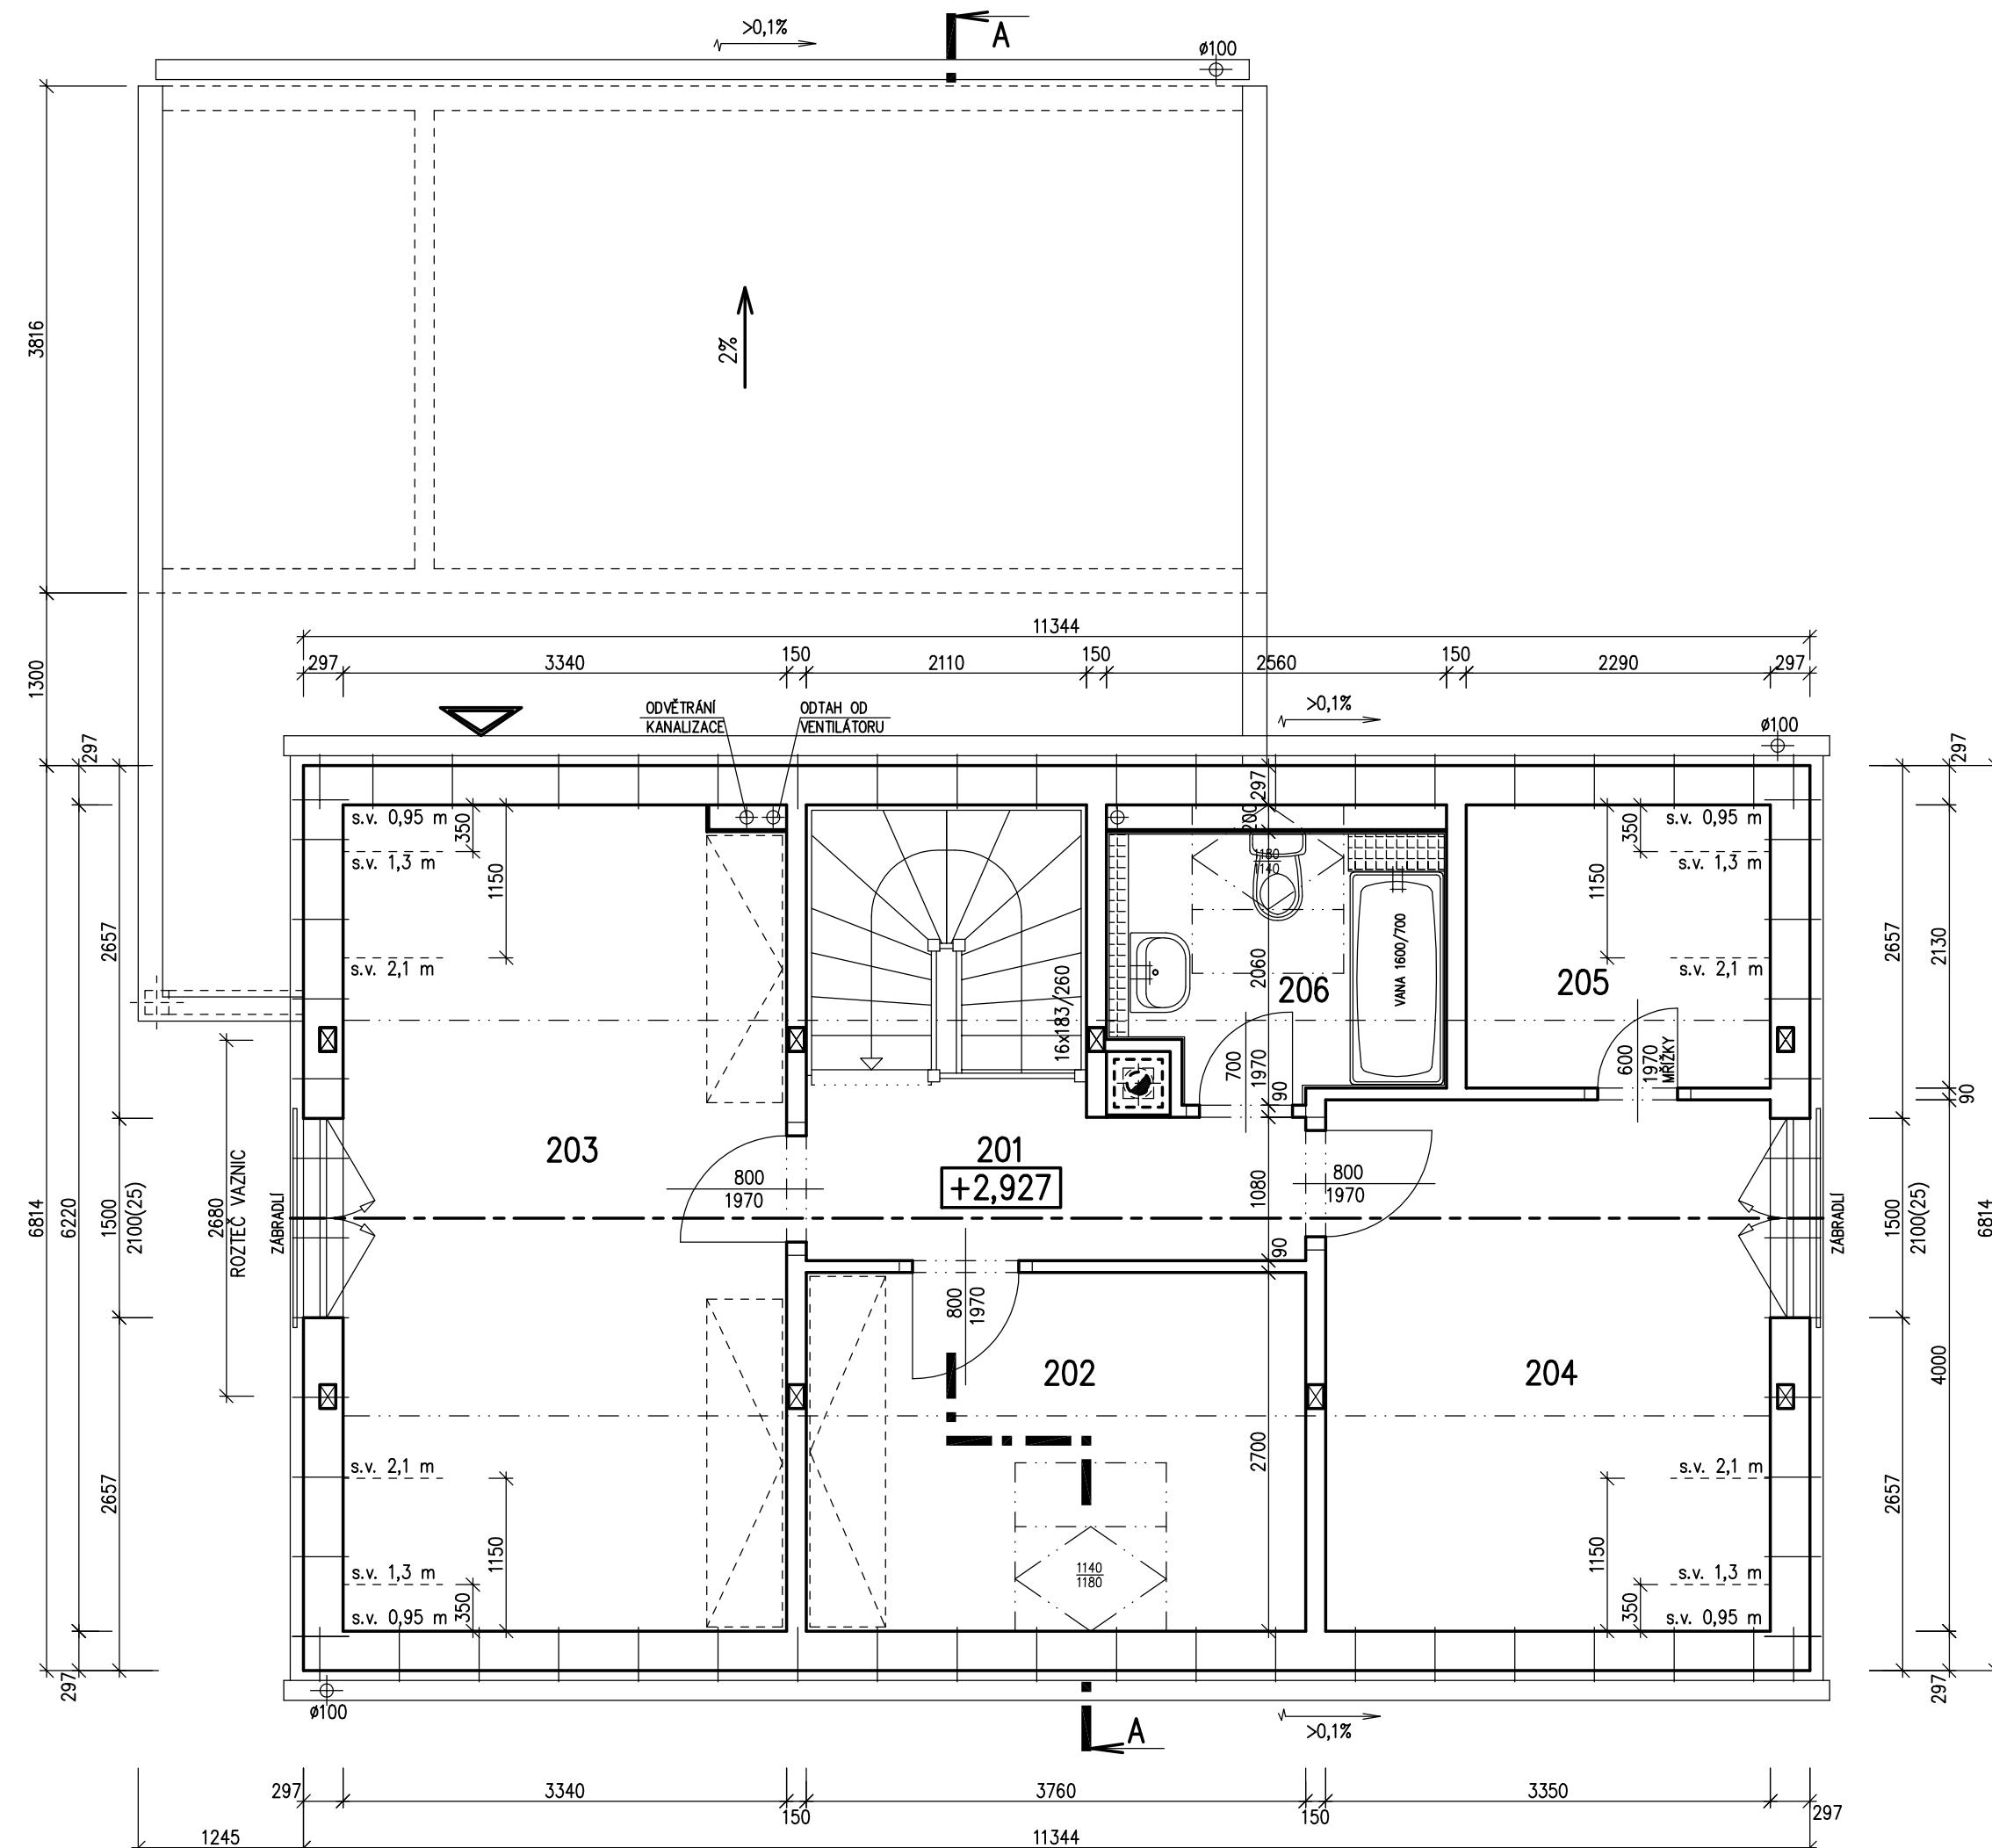 >0,1%
A
ø100
3816
2%
11344
1300
297
3340
150
2110
150
2560
150
2290
297
ODVĚTRÁNÍ
KANALIZACE
ODTAH OD
VENTILÁTORU
>0,1%
ø100
297
297
297
s.v. 0,95 m
350
s.v. 1,3 m
1150
s.v. 2,1 m
200
1180
1140
s.v. 0,95 m
350
s.v. 1,3 m
1150
s.v. 2,1 m
2657
2060
206
VANA 1600/700
205
2657
2130
16x183/260
700
1970
90
600
1970
MŘÍŽKY
90
203
201
+2,927
800
1970
800
1970
1080
90
6814
6220
1500
2100(25)
2680
ROZTEČ VAZNIC
ZÁBRADLÍ
ZÁBRADLÍ
1500
2100(25)
6814
800
1970
202
204
4000
2700
2657
s.v. 2,1 m
1150
s.v. 1,3 m
350
s.v. 0,95 m
1140
1180
s.v. 2,1 m
1150
s.v. 1,3 m
350
s.v. 0,95 m
2657
297
297
ø100
A
>0,1%
297
3340
150
3760
150
3350
297
1245
11344